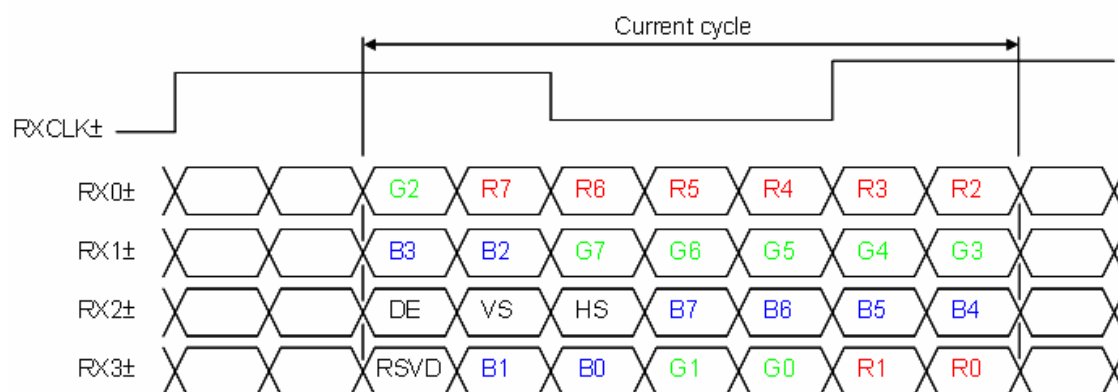 Current cycle
RXCLK±
RX0± G2 R7 R6 R5 R4 R3 R2
RX1± B3 B2 G7 G6 G5 G4 G3
RX2± DE VS HS B7 B6 B5 B4
RX3± RSVD B1 B0 G1 G0 R1 R0